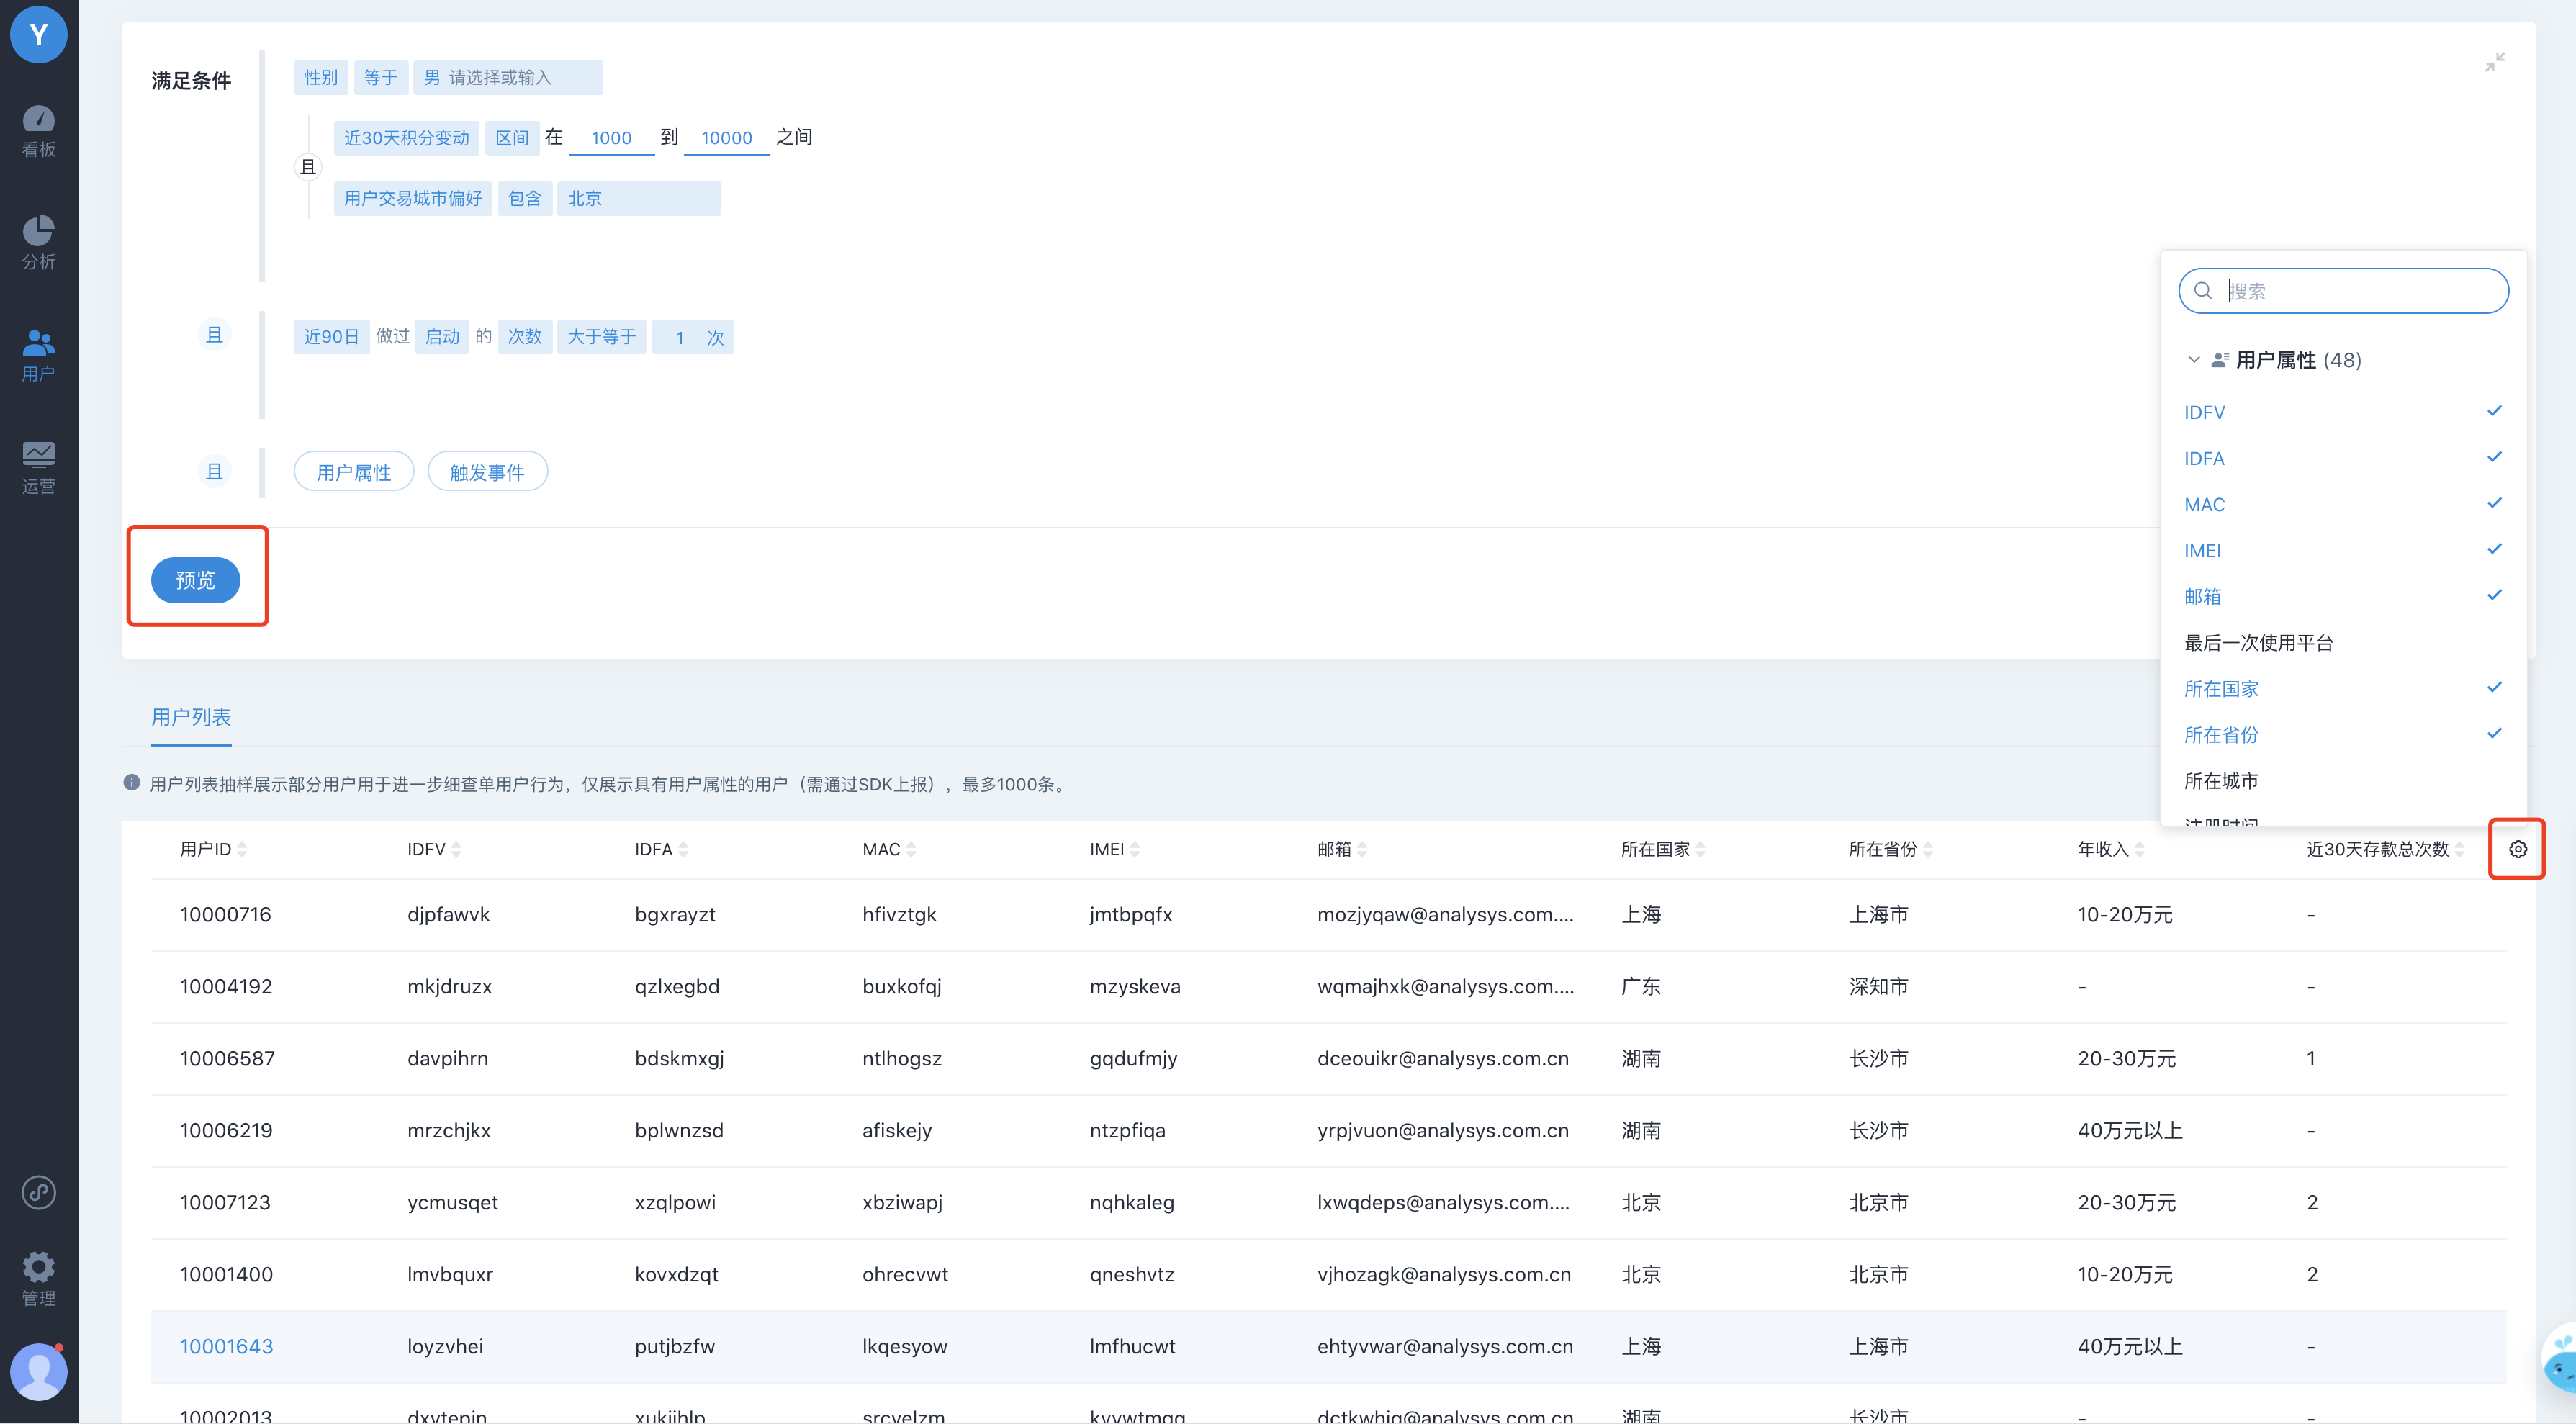 Y
看板
分析
用户
运营
管理
满足条件
性别 等于 男 请选择或输入
近30天积分变动 区间 在 1000 到 10000 之间
且
用户交易城市偏好 包含 北京
且 近90日 做过 启动 的 次数 大于等于 1 次
且 用户属性 触发事件
预览
搜索
用户属性 (48)
IDFV
IDFA
MAC
IMEI
邮箱
最后一次使用平台
所在国家
所在省份
所在城市
注册时间
用户列表
用户列表抽样展示部分用户用于进一步细查单用户行为，仅展示具有用户属性的用户（需通过SDK上报），最多1000条。
用户ID IDFV IDFA MAC IMEI 邮箱 所在国家 所在省份 年收入 近30天存款总次数
10000716 djpfawvk bgxrayzt hfivztgk jmtbpqfx mozjyqaw@analysys.com.... 上海 上海市 10-20万元 -
10004192 mkjdruzx qzlxegbd buxkofqj mzyskeva wqmajhxk@analysys.com.... 广东 深知市 - -
10006587 davpihrn bdskmxgj ntlhogsz gqdufmjy dceouikr@analysys.com.cn 湖南 长沙市 20-30万元 1
10006219 mrzchjkx bplwnzsd afiskejy ntzpfiqa yrpjvuon@analysys.com.cn 湖南 长沙市 40万元以上 -
10007123 ycmusqet xzqlpowi xbziwapj nqhkaleg lxwqdeps@analysys.com.... 北京 北京市 20-30万元 2
10001400 lmvbquxr kovxdzqt ohrecvwt qneshvtz vjhozagk@analysys.com.cn 北京 北京市 10-20万元 2
10001643 loyzvhei putjbzfw lkqesyow lmfhucwt ehtyvwar@analysys.com.cn 上海 上海市 40万元以上 -
10002013 湖南 长沙市 - -